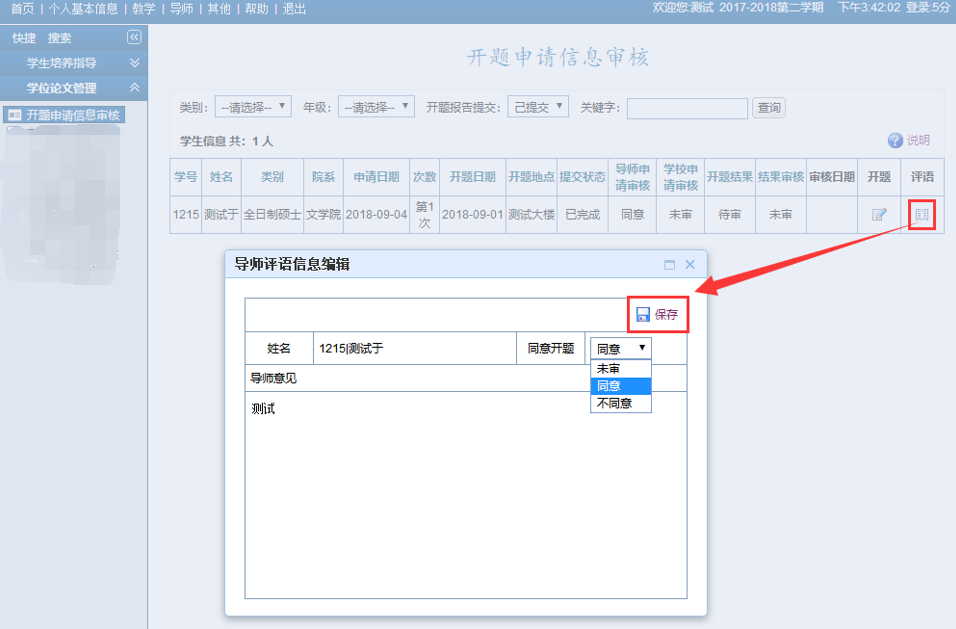 首页 | 个人基本信息 | 教学 | 导师 | 其他 | 帮助 | 退出
欢迎您:测试 2017-2018第二学期 下午3:42:02 登录:5分
快捷 搜索
学生培养指导
学位论文管理
开题申请信息审核
开题申请信息审核
类别: --请选择-- 年级: --请选择-- 开题报告提交: 已提交 关键字: 查询
学生信息 共: 1 人
说明
学号 姓名 类别 院系 申请日期 次数 开题日期 开题地点 提交状态 导师申请审核 学校申请审核 开题结果 结果审核 审核日期 开题 评语
1215 测试于 全日制硕士 文学院 2018-09-04 第1次 2018-09-01 测试大楼 已完成 同意 未审 待审 未审
导师评语信息编辑
保存
姓名 1215|测试于 同意开题 同意
未审
同意
不同意
导师意见
测试